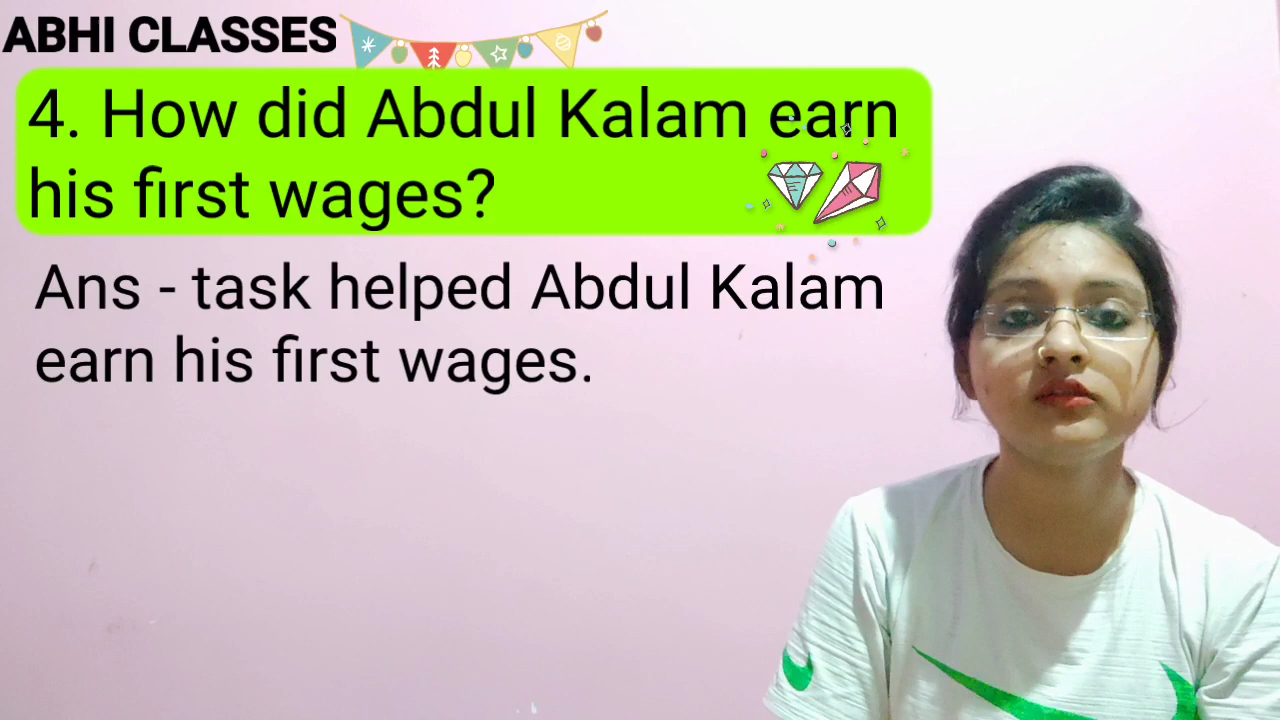 ABHI CLASSES
4. How did Abdul Kalam earn
his first wages?
Ans - task helped Abdul Kalam
earn his first wages.